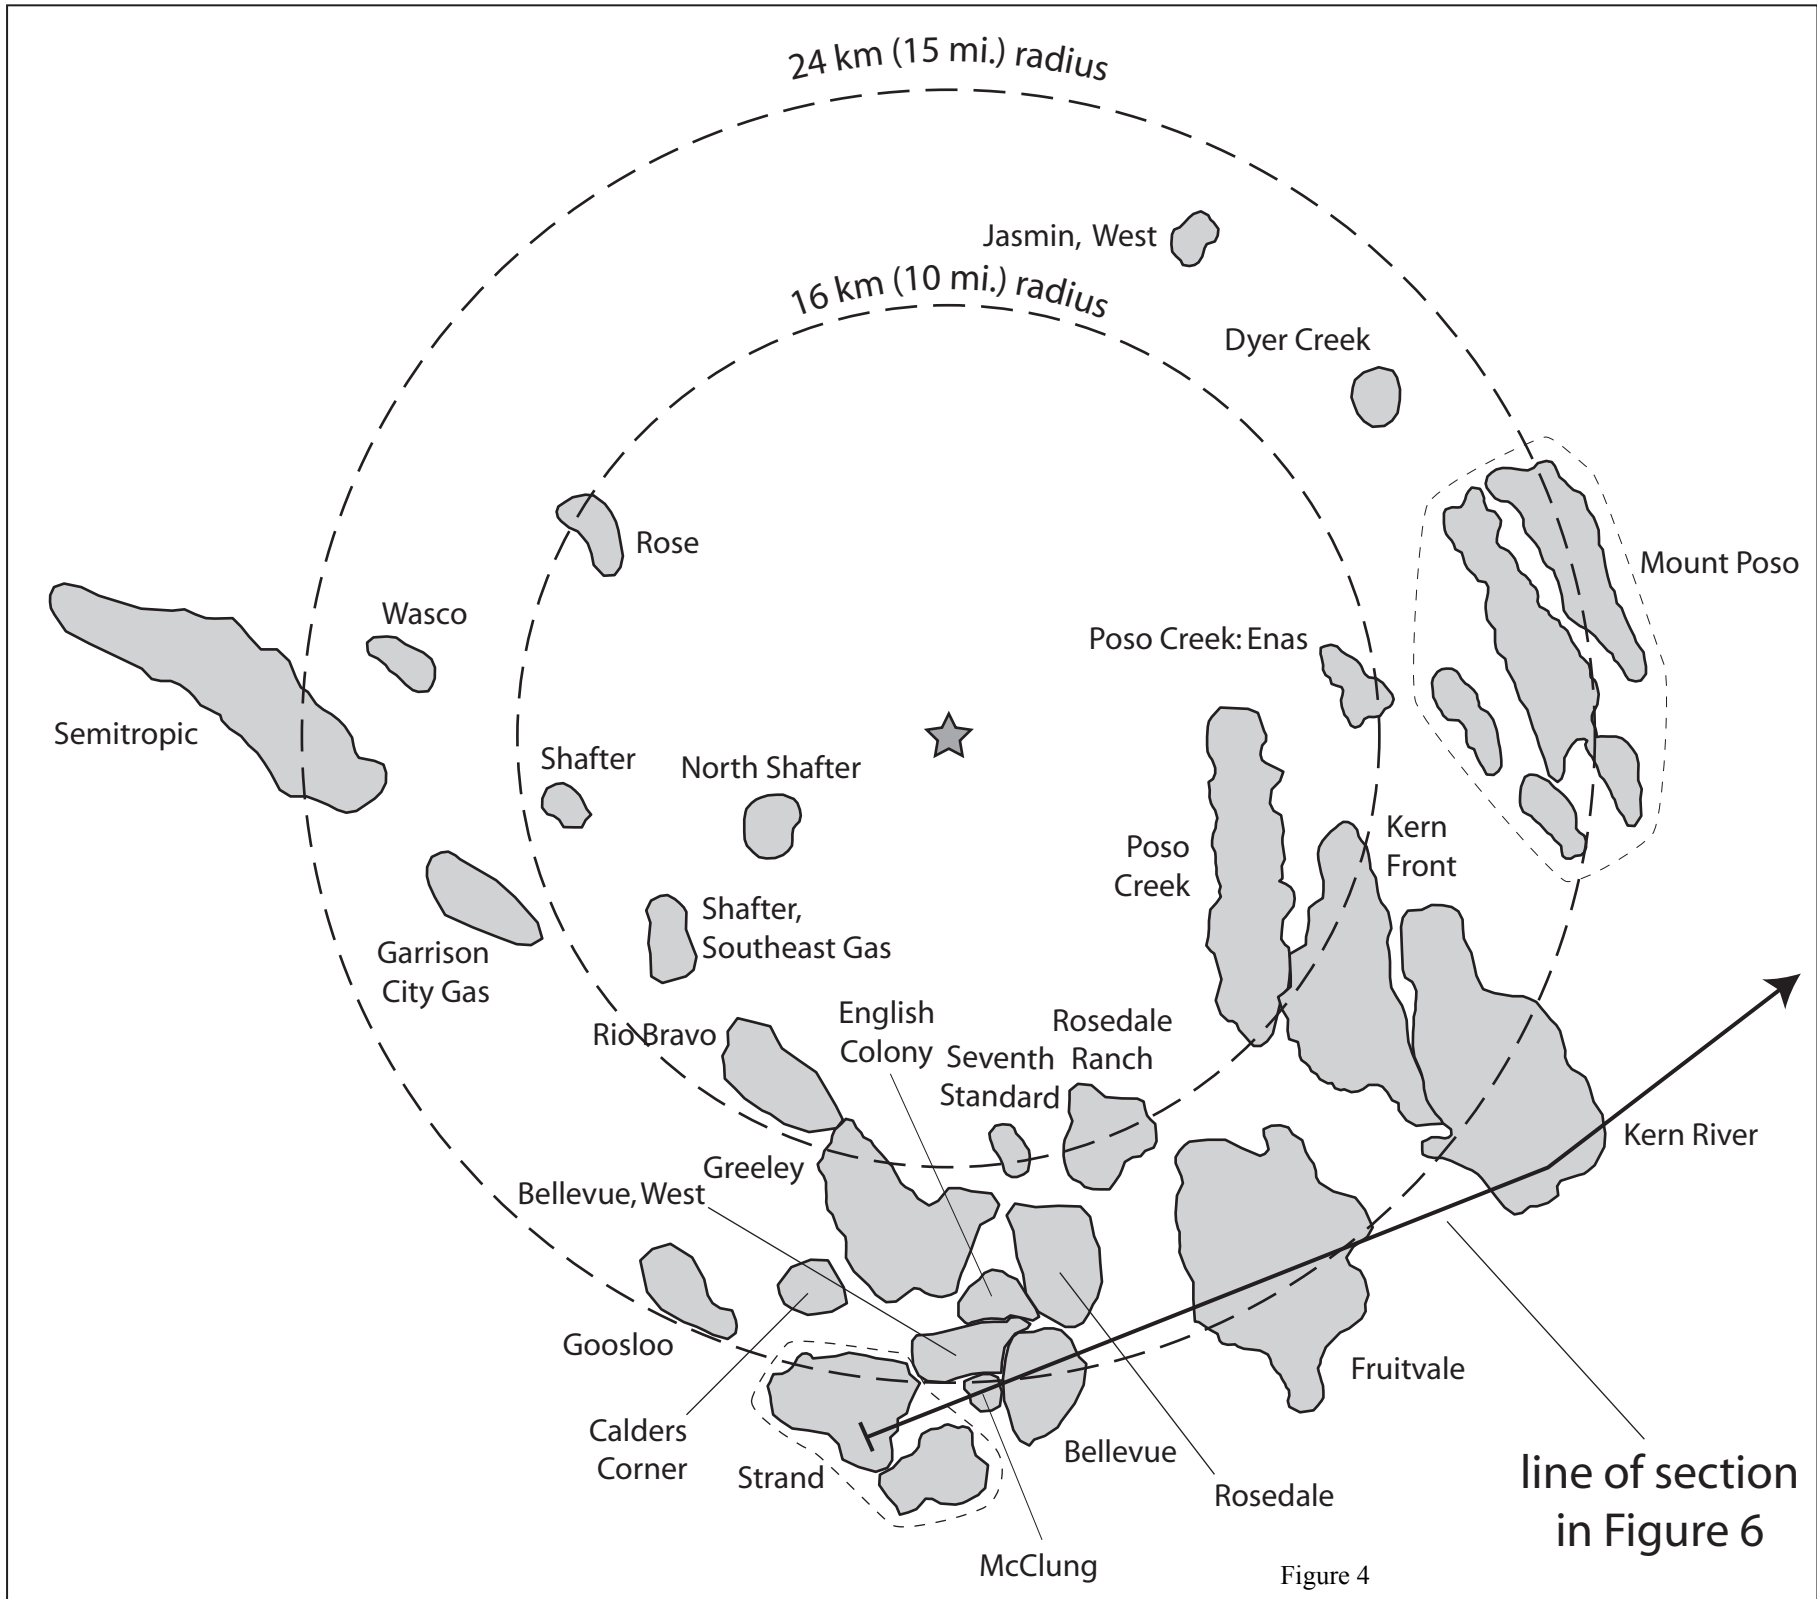 24 km (15 mi.) radius
Jasmin, West
16 km (10 mi.) radius
Dyer Creek
Rose
Mount Poso
Wasco
Poso Creek: Enas
Semitropic
Shafter
North Shafter
Kern
Front
Poso
Creek
Shafter,
Southeast Gas
Garrison
City Gas
English
Colony
Rio Bravo
Rosedale
Ranch
Seventh
Standard
Kern River
Greeley
Bellevue, West
Goosloo
Fruitvale
Calders
Corner
Strand
Bellevue
Rosedale
line of section
in Figure 6
McClung
Figure 4